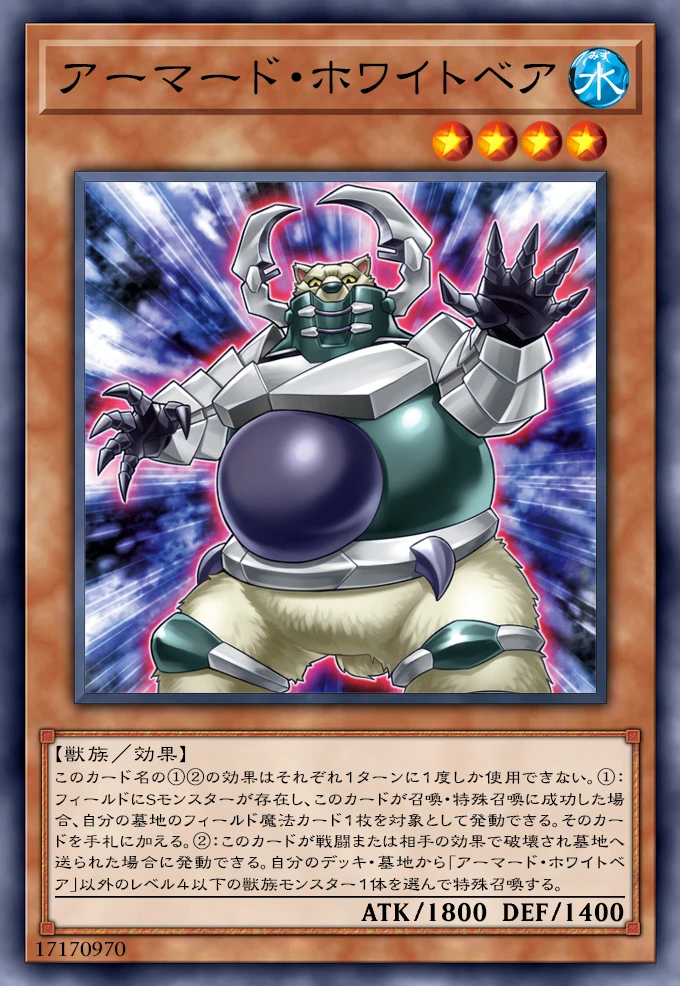 アーマード・ホワイトベア
みず
水
【獣族／効果】
このカード名の①②の効果はそれぞれ１ターンに１度しか使用できない。①：
フィールドにSモンスターが存在し、このカードが召喚・特殊召喚に成功した場
合、自分の墓地のフィールド魔法カード１枚を対象として発動できる。そのカー
ドを手札に加える。②：このカードが戦闘または相手の効果で破壊され墓地へ
送られた場合に発動できる。自分のデッキ・墓地から「アーマード・ホワイトベ
ア」以外のレベル４以下の獣族モンスター１体を選んで特殊召喚する。
ATK/1800 DEF/1400
17170970